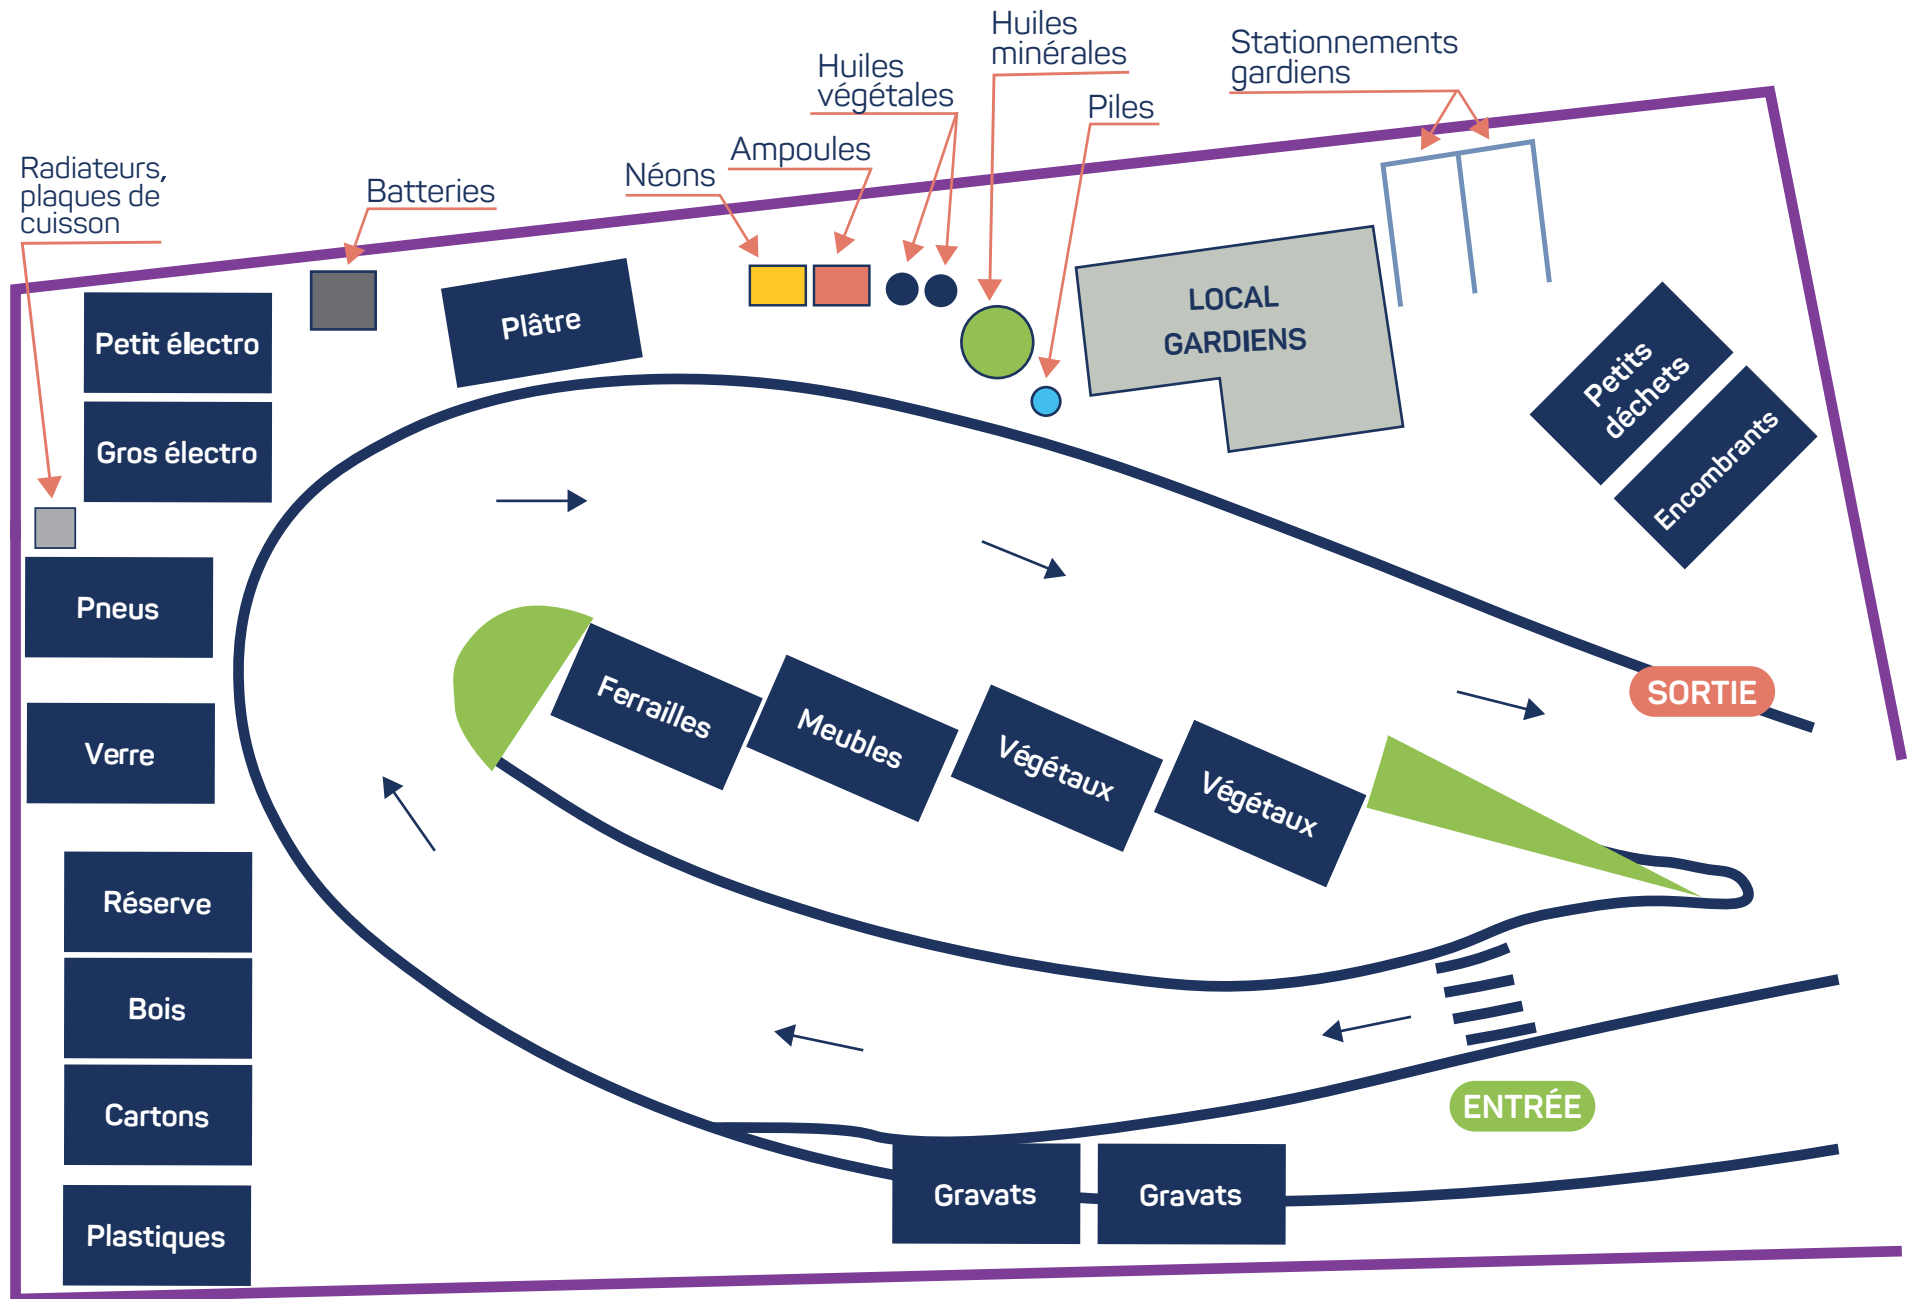 Huiles
minérales
Stationnements
gardiens
Huiles
végétales
Piles
Ampoules
Néons
Radiateurs,
plaques de
cuisson
Batteries
Petit électro
Plâtre
LOCAL
GARDIENS
Petits
déchets
Encombrants
Gros électro
Pneus
Ferrailles
Meubles
Végétaux
Végétaux
SORTIE
Verre
Réserve
Bois
Cartons
ENTRÉE
Gravats
Gravats
Plastiques